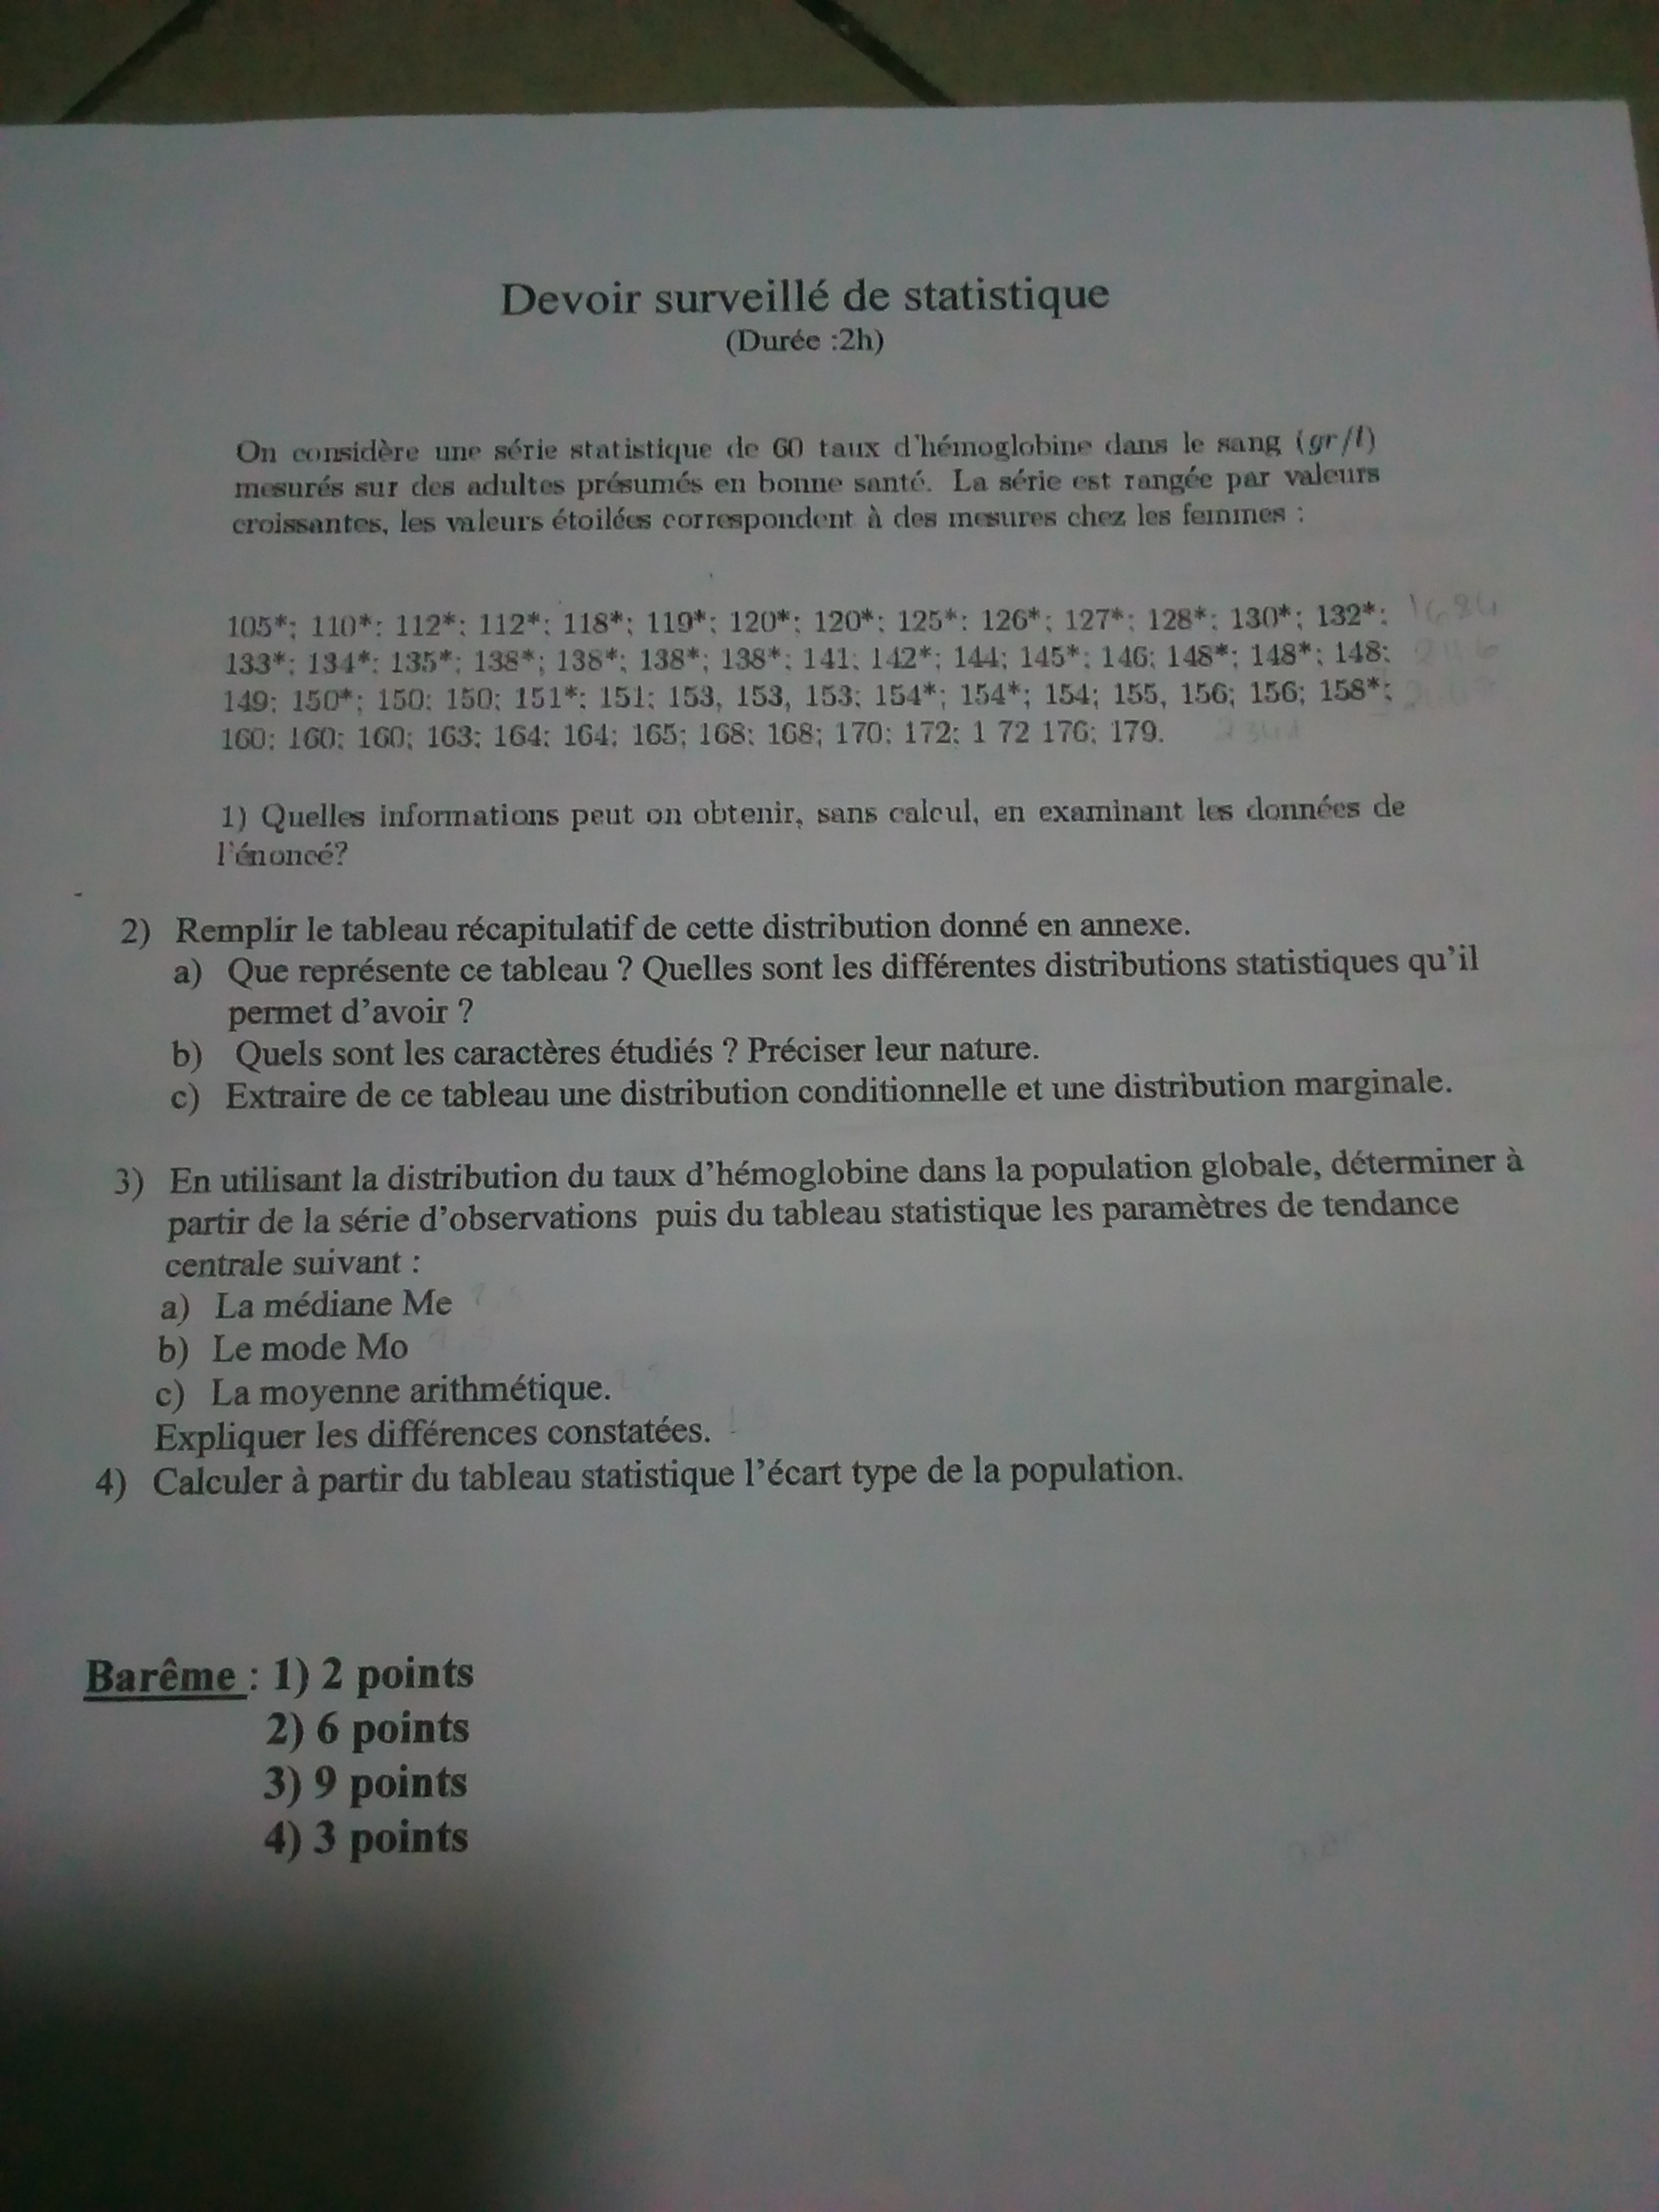 Devoir surveillé de statistique
(Durée :2h)
On considère une série statistique de 60 taux d'hémoglobine dans le sang (gr/l)
mesurés sur des adultes présumés en bonne santé. La série est rangée par valeurs
croissantes, les valeurs étoilées correspondent à des mesures chez les femmes :
105*; 110*: 112*: 112*: 118*; 119*: 120*: 120*: 125*: 126*: 127*: 128*: 130*: 132*:
133*: 134*: 135*: 138*; 138*: 138*; 138*: 141: 142*; 144; 145*; 146: 148*: 148*; 148:
149: 150*; 150: 150; 151*: 151: 153, 153, 153: 154*; 154*; 154; 155, 156; 156; 158*:
160: 160: 160; 163; 164: 164: 165; 168: 168; 170; 172: 1 72 176; 179.
1) Quelles informations peut on obtenir, sans calcul, en examinant les données de
l'énoncé?
2) Remplir le tableau récapitulatif de cette distribution donné en annexe.
a) Que représente ce tableau ? Quelles sont les différentes distributions statistiques qu'il
permet d'avoir ?
b) Quels sont les caractères étudiés ? Préciser leur nature.
c) Extraire de ce tableau une distribution conditionnelle et une distribution marginale.
3) En utilisant la distribution du taux d'hémoglobine dans la population globale, déterminer à
partir de la série d'observations puis du tableau statistique les paramètres de tendance
centrale suivant :
a) La médiane Me
b) Le mode Mo
c) La moyenne arithmétique.
Expliquer les différences constatées.
4) Calculer à partir du tableau statistique l'écart type de la population.
Barême : 1) 2 points
2) 6 points
3) 9 points
4) 3 points